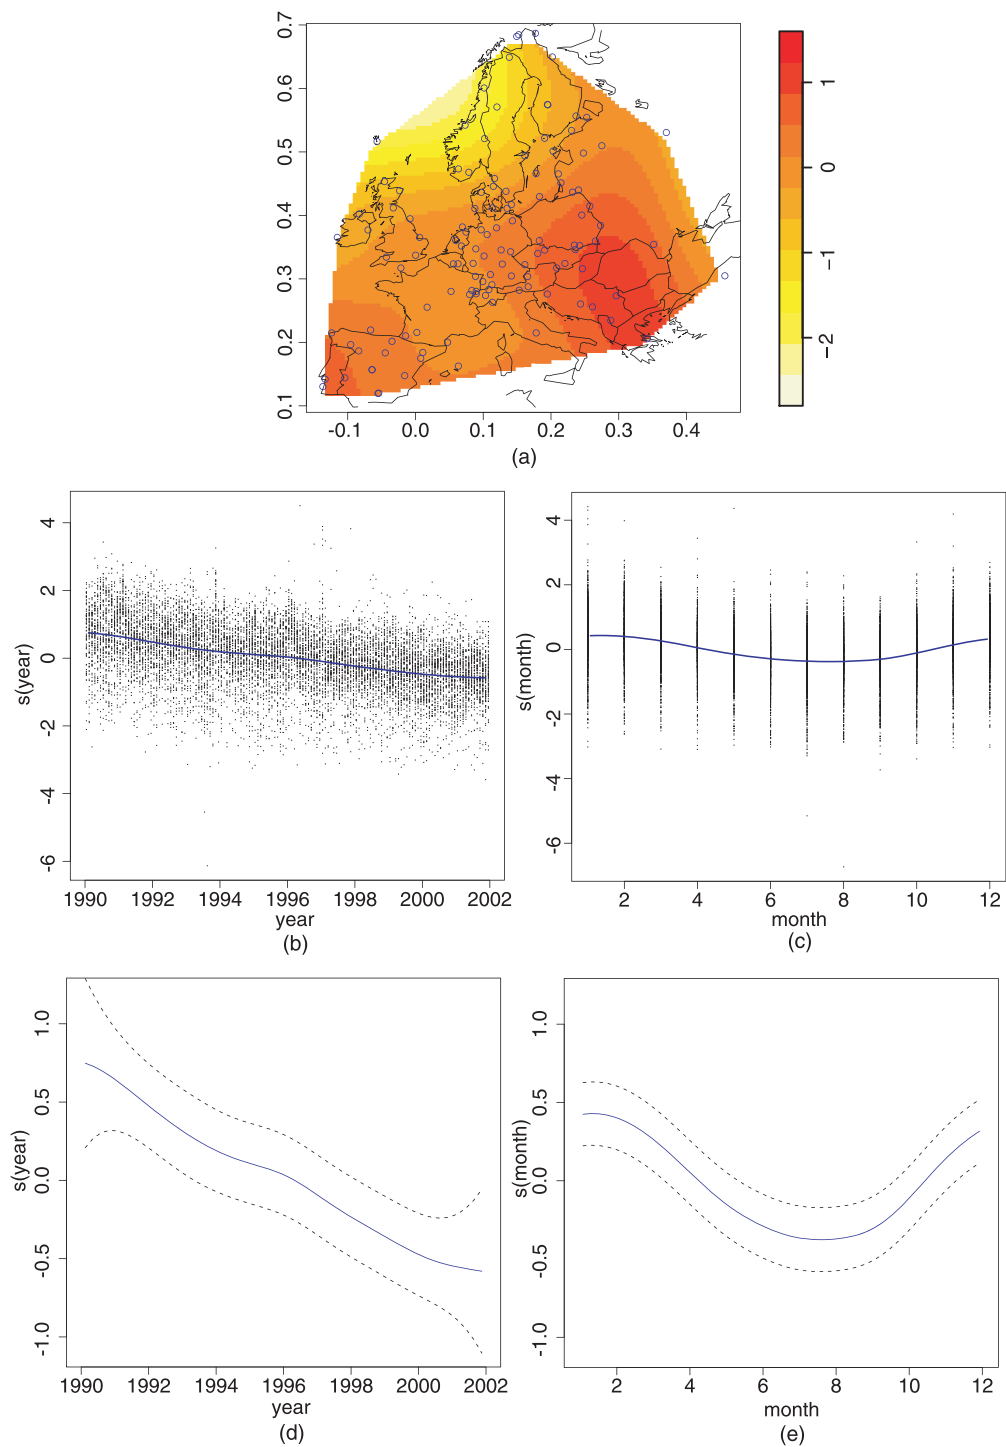 0.7
0.6
0.5
0.4
0.3
0.2
0.1
-0.1 0.0 0.1 0.2 0.3 0.4
1
0
−1
−2
(a)
s(year)
4
2
0
-2
-4
-6
1990 1992 1994 1996 1998 2000 2002
year
(b)
s(month)
4
2
0
-2
-4
-6
2 4 6 8 10 12
month
(c)
s(year)
1.0
0.5
0.0
-0.5
-1.0
1990 1992 1994 1996 1998 2000 2002
year
(d)
s(month)
1.0
0.5
0.0
-0.5
-1.0
2 4 6 8 10 12
month
(e)